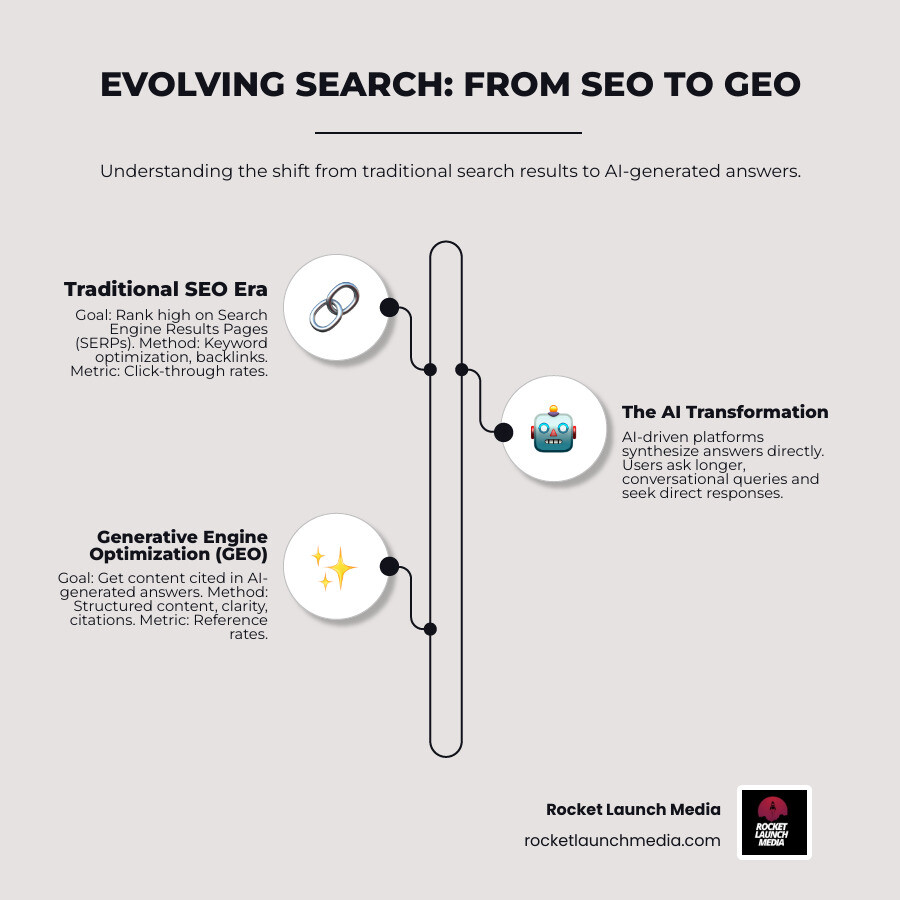 EVOLVING SEARCH: FROM SEO TO GEO
Understanding the shift from traditional search results to AI-generated answers.
Traditional SEO Era
Goal: Rank high on Search
Engine Results Pages
(SERPs). Method: Keyword
optimization, backlinks.
Metric: Click-through rates.
The AI Transformation
AI-driven platforms
synthesize answers directly.
Users ask longer,
conversational queries and
seek direct responses.
Generative Engine
Optimization (GEO)
Goal: Get content cited in AI-
generated answers. Method:
Structured content, clarity,
citations. Metric: Reference
rates.
Rocket Launch Media
rocketlaunchmedia.com
ROCKET
LAUNCH
MEDIA